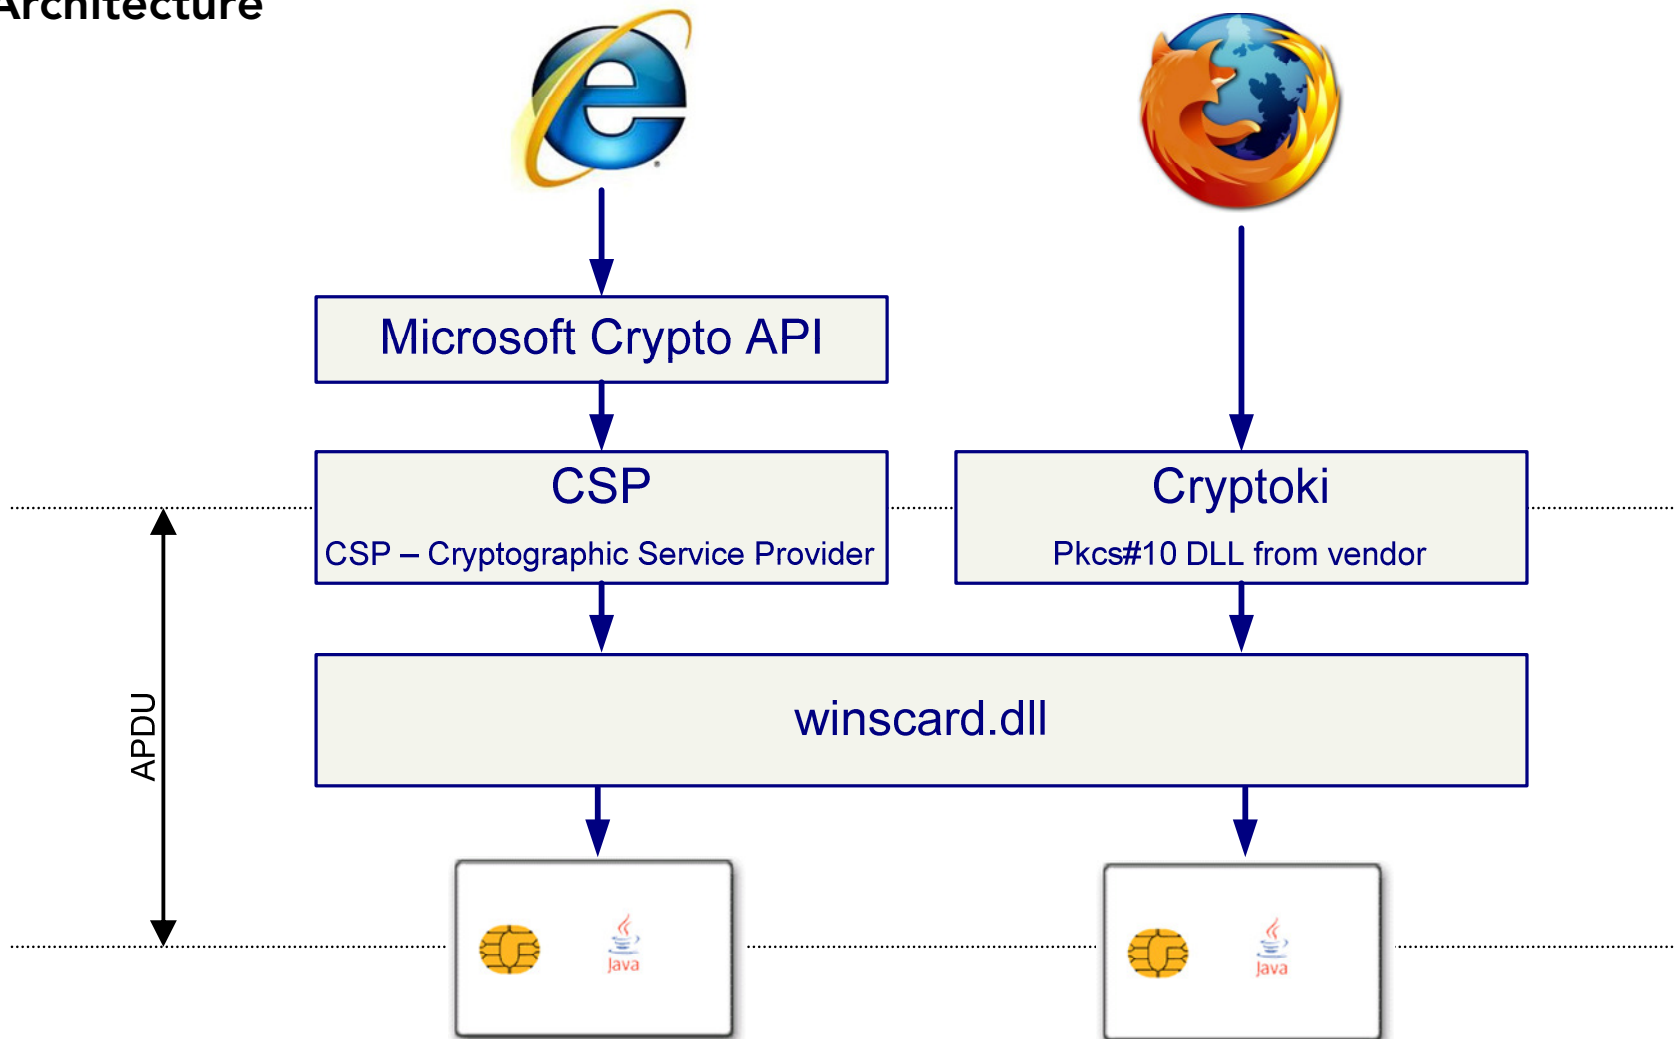 Architecture
Microsoft Crypto API
CSP
CSP – Cryptographic Service Provider
Cryptoki
Pkcs#10 DLL from vendor
APDU
winscard.dll
Java
Java